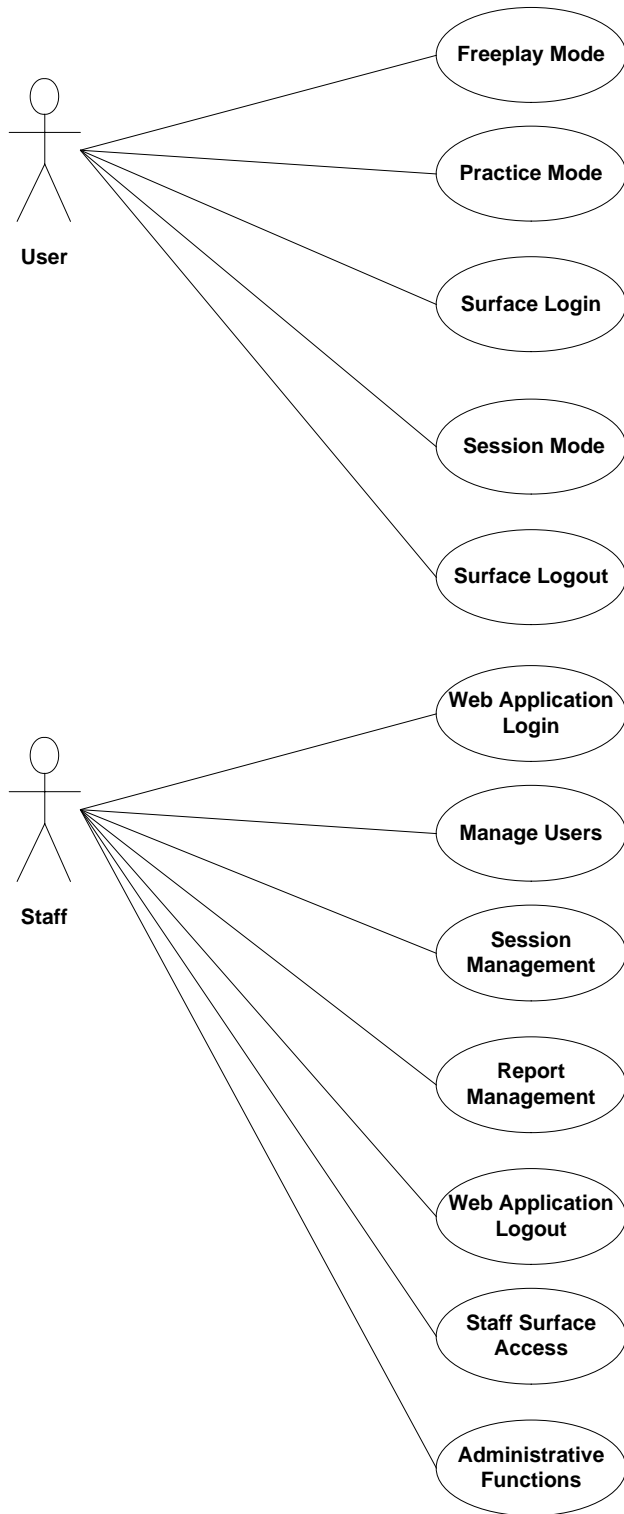 Freeplay Mode
Practice Mode
User
Surface Login
Session Mode
Surface Logout
Web Application
Login
Manage Users
Staff
Session
Management
Report
Management
Web Application
Logout
Staff Surface
Access
Administrative
Functions